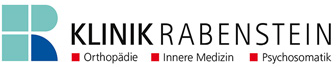 KLINIK RABENSTEIN
Orthopädie Innere Medizin Psychosomatik